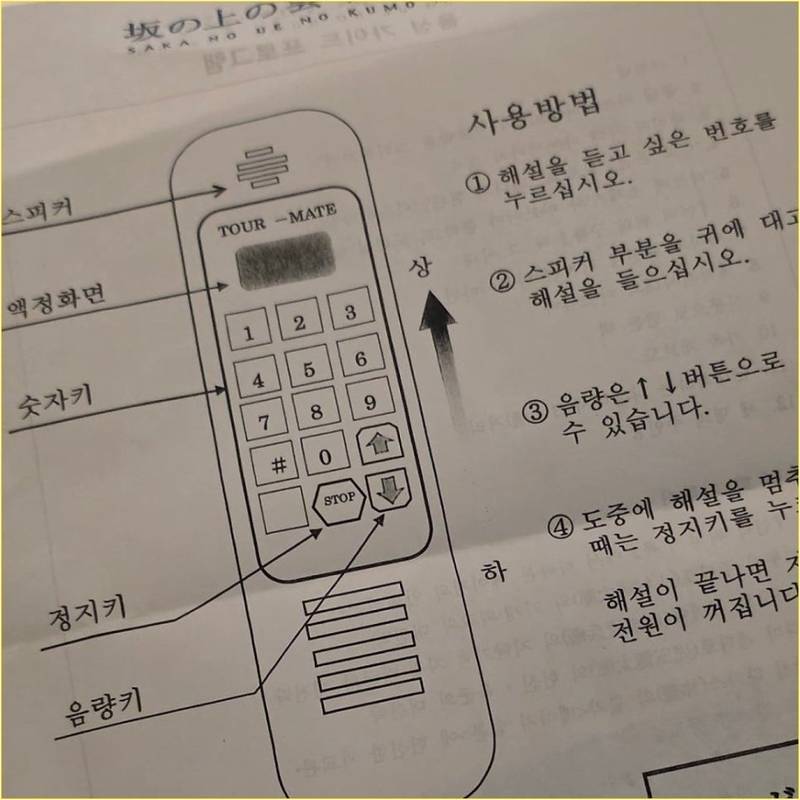 坂の上の雲
SAKA NO UE NO KUMO
사용방법
① 해설을 듣고 싶은 번호를
누르십시오.
② 스피커 부분을 귀에 대고
해설을 들으십시오.
③ 음량은↑↓버튼으로
수 있습니다.
④ 도중에 해설을 멈추
때는 정지키를 누
해설이 끝나면
전원이 꺼집니다
스피커
액정화면
숫자키
정지키
음량키
TOUR -MATE
1 2 3
4 5 6
7 8 9
# 0
STOP
상
하